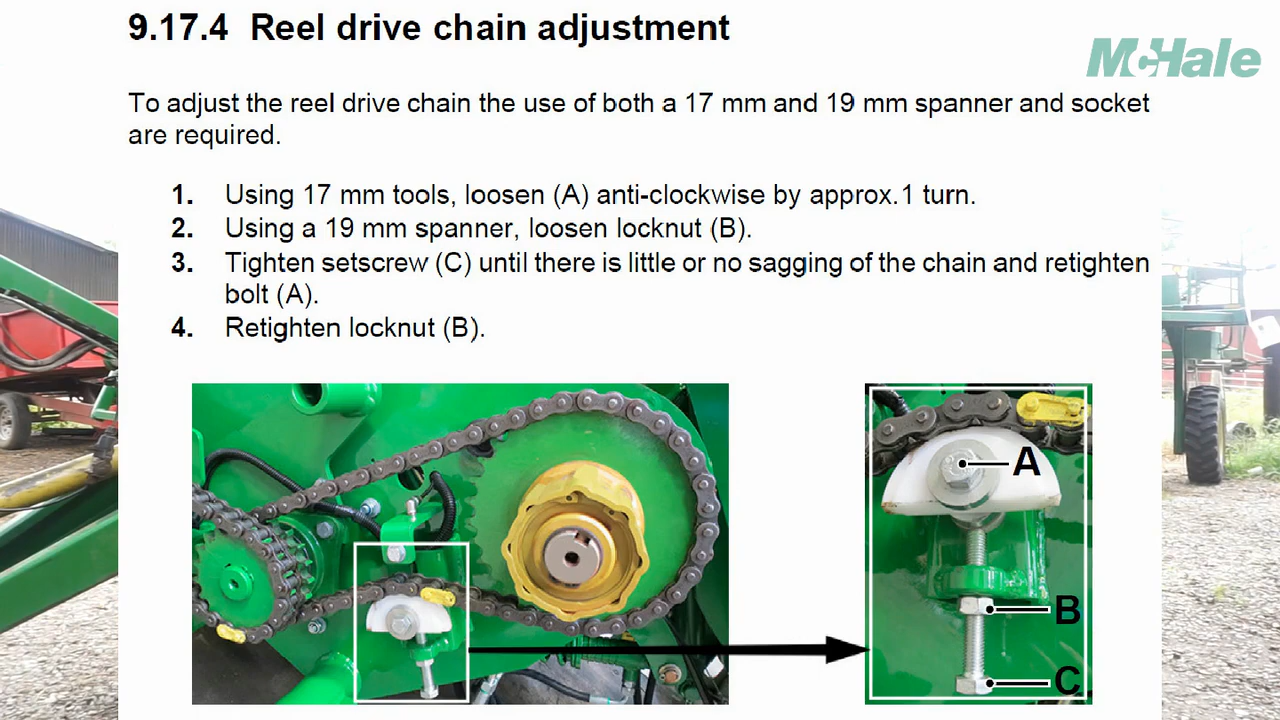 9.17.4 Reel drive chain adjustment
McHale
To adjust the reel drive chain the use of both a 17 mm and 19 mm spanner and socket
are required.
1. Using 17 mm tools, loosen (A) anti-clockwise by approx.1 turn.
2. Using a 19 mm spanner, loosen locknut (B).
3. Tighten setscrew (C) until there is little or no sagging of the chain and retighten
bolt (A).
4. Retighten locknut (B).
A
B
C